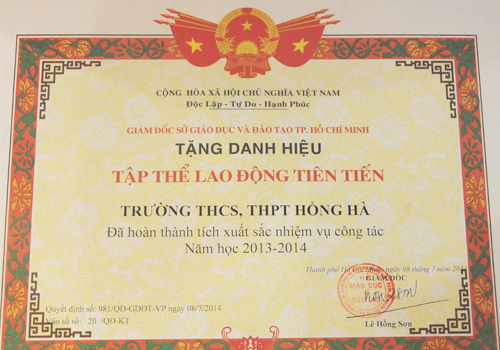 CỘNG HÒA XÃ HỘI CHỦ NGHĨA VIỆT NAM
Độc Lập - Tự Do - Hạnh Phúc
GIÁM ĐỐC SỞ GIÁO DỤC VÀ ĐÀO TẠO TP. HỒ CHÍ MINH
TẶNG DANH HIỆU
TẬP THỂ LAO ĐỘNG TIÊN TIẾN
TRƯỜNG THCS, THPT HỒNG HÀ
Đã hoàn thành tích xuất sắc nhiệm vụ công tác
Năm học 2013-2014
Thành phố Hồ Chí Minh, ngày 08 tháng 7 năm
GIÁM ĐỐC
GIÁO DỤC
Quyết định số: 981/QĐ-GDĐT-VP ngày 08/7/2014
Vào sổ số: 20 /QĐ-KT
Lê Hồng Sơn